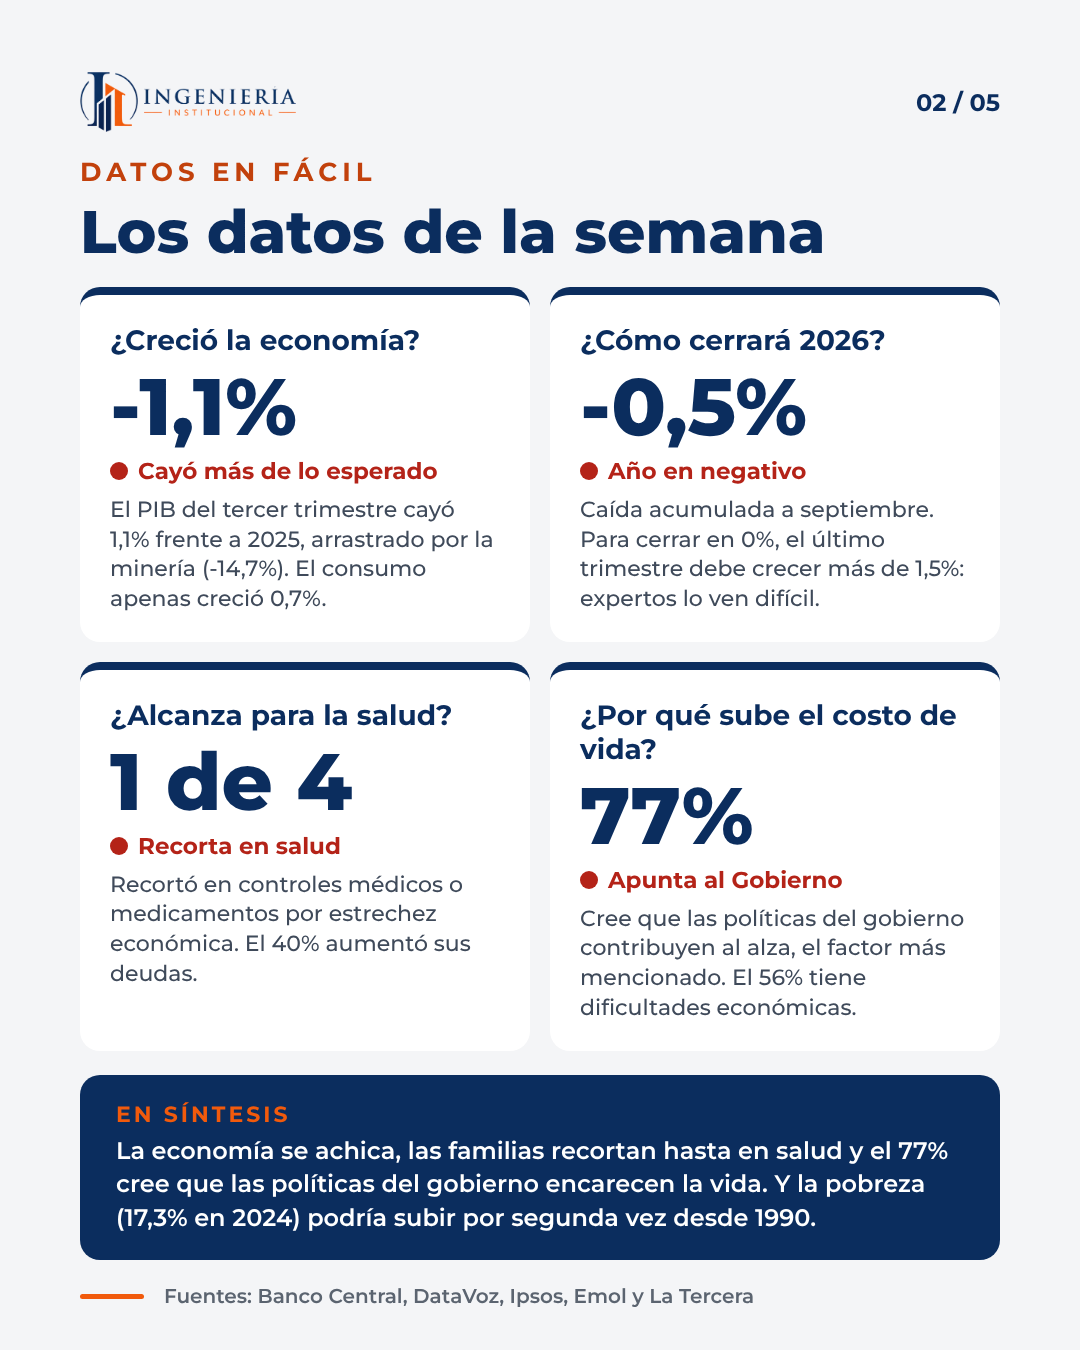 INGENIERIA
INSTITUCIONAL
02 / 05
DATOS EN FÁCIL
Los datos de la semana
¿Creció la economía?
-1,1%
Cayó más de lo esperado
El PIB del tercer trimestre cayó
1,1% frente a 2025, arrastrado por la
minería (-14,7%). El consumo
apenas creció 0,7%.
¿Cómo cerrará 2026?
-0,5%
Año en negativo
Caída acumulada a septiembre.
Para cerrar en 0%, el último
trimestre debe crecer más de 1,5%:
expertos lo ven difícil.
¿Alcanza para la salud?
1 de 4
Recorta en salud
Recortó en controles médicos o
medicamentos por estrechez
económica. El 40% aumentó sus
deudas.
¿Por qué sube el costo de
vida?
77%
Apunta al Gobierno
Cree que las políticas del gobierno
contribuyen al alza, el factor más
mencionado. El 56% tiene
dificultades económicas.
EN SÍNTESIS
La economía se achica, las familias recortan hasta en salud y el 77%
cree que las políticas del gobierno encarecen la vida. Y la pobreza
(17,3% en 2024) podría subir por segunda vez desde 1990.
Fuentes: Banco Central, DataVoz, Ipsos, Emol y La Tercera